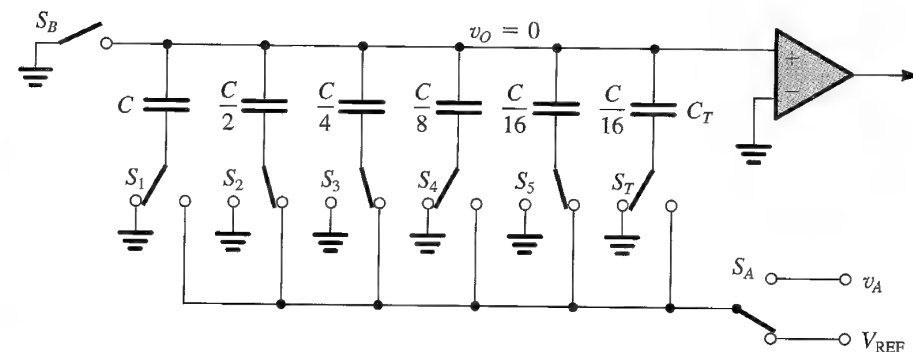 S_B
v_O = 0
C
C/2
C/4
C/8
C/16
C/16
C_T
+
−
S_1
S_2
S_3
S_4
S_5
S_T
S_A
v_A
V_REF